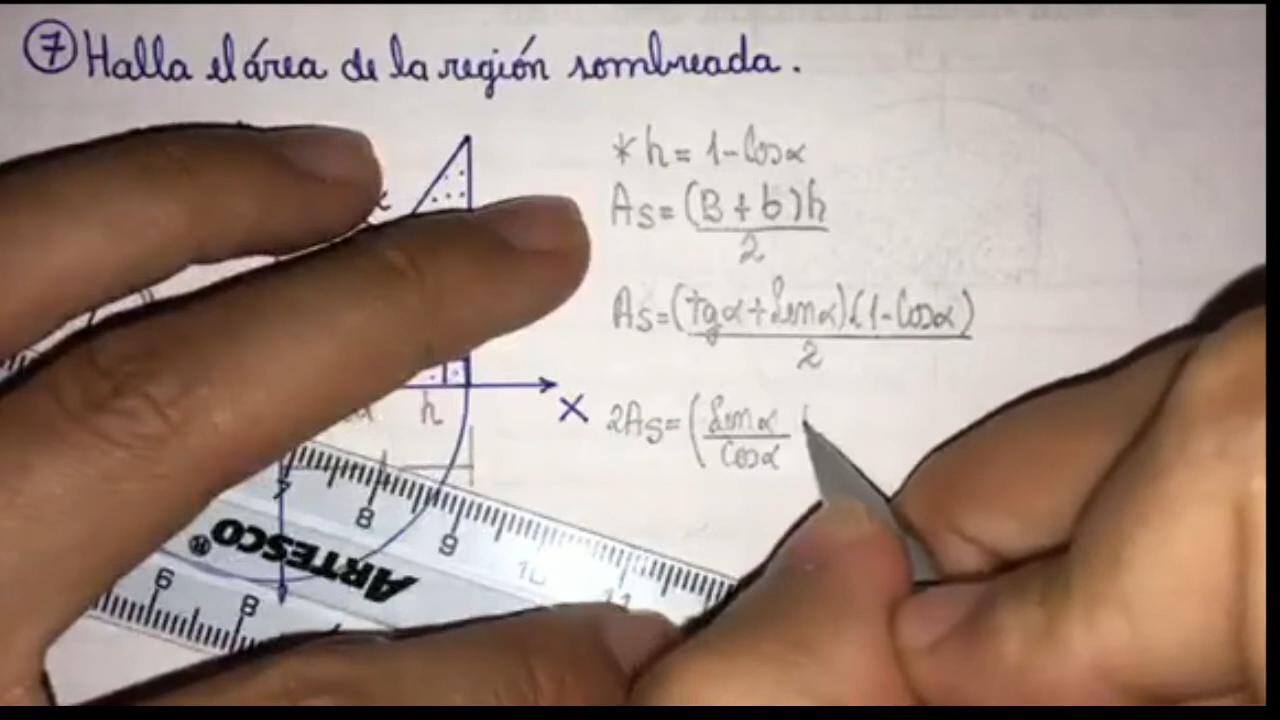 ⑦ Halla el área de la región sombreada.
* h = 1 - Cosα
As = (B + b)h
2
As = (tgα + Senα)(1 - Cosα)
2
h
X
2As = ( Senα
Cosα
7 8 9 10 11
ARTESCO®
6 8